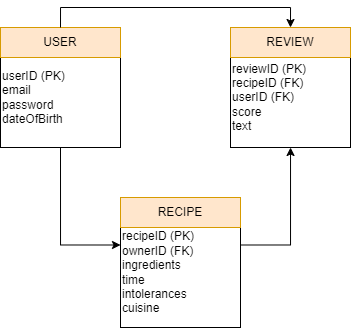 USER
userID (PK)
email
password
dateOfBirth
REVIEW
reviewID (PK)
recipeID (FK)
userID (FK)
score
text
RECIPE
recipeID (PK)
ownerID (FK)
ingredients
time
intolerances
cuisine